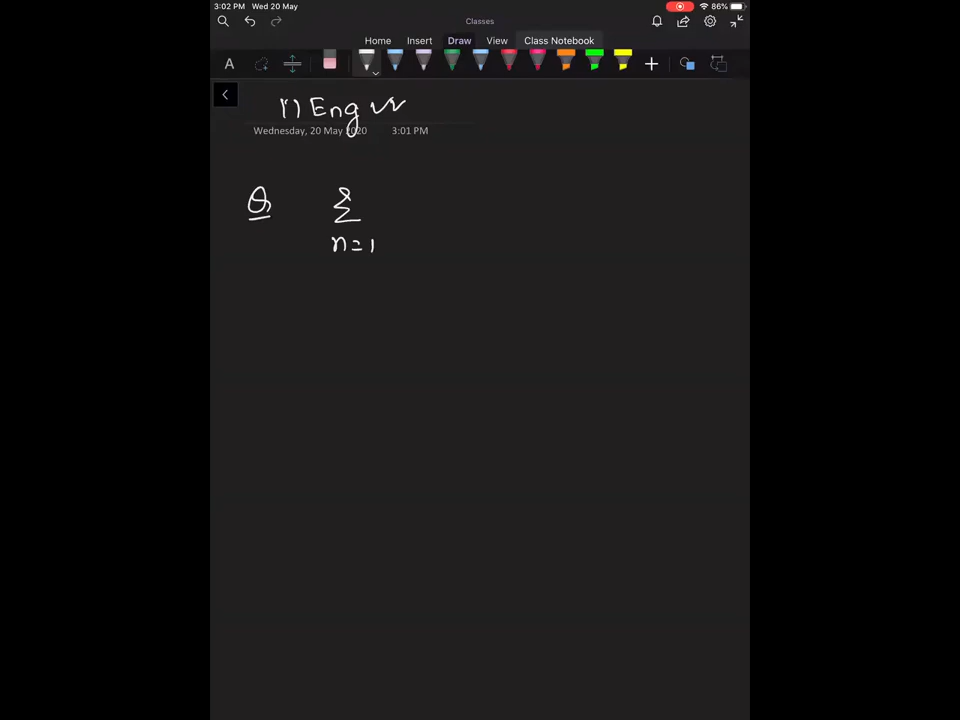 3:02 PM Wed 20 May 86%
Classes
Home Insert Draw View Class Notebook
A
Eng
Wednesday, 20 May 2020 3:01 PM
Q Σ
n=1